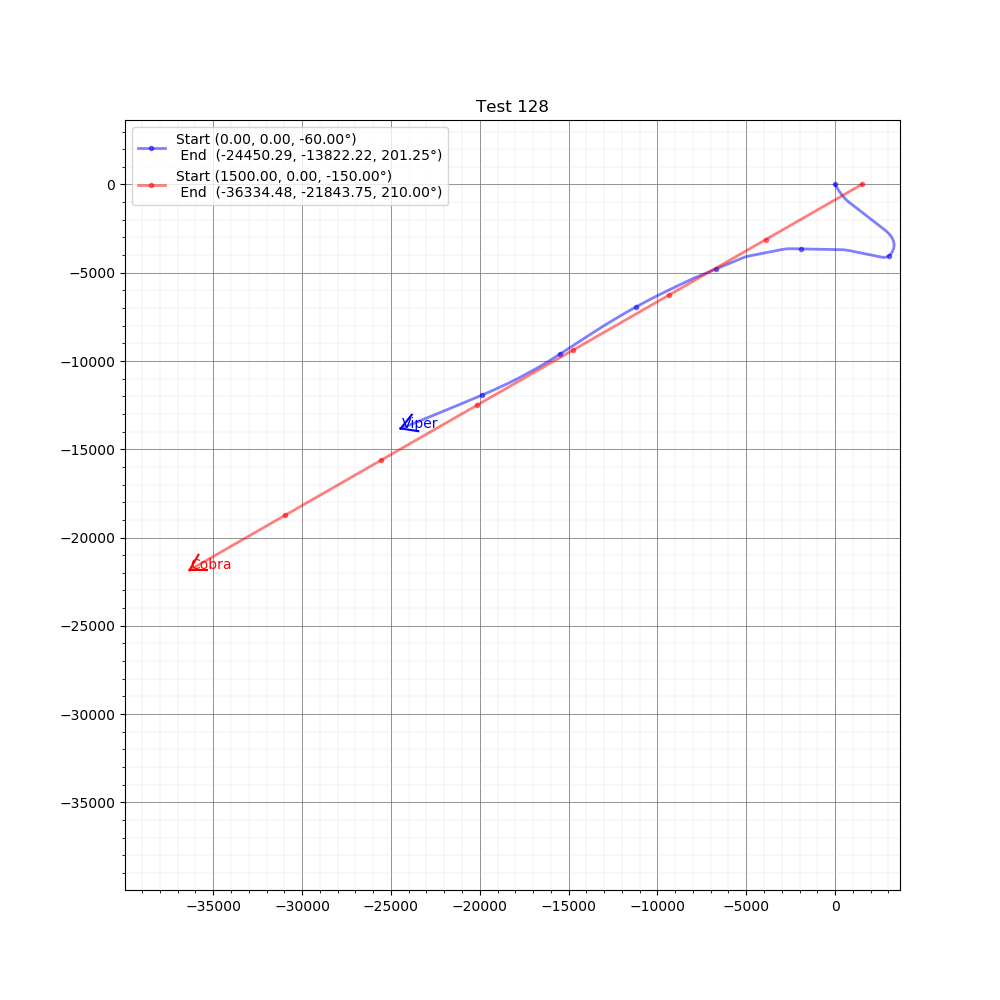 Test 128
Start (0.00, 0.00, -60.00°)
End  (-24450.29, -13822.22, 201.25°)
Start (1500.00, 0.00, -150.00°)
End  (-36334.48, -21843.75, 210.00°)
0
−5000
−10000
−15000
−20000
−25000
−30000
−35000
Viper
Cobra
−35000
−30000
−25000
−20000
−15000
−10000
−5000
0